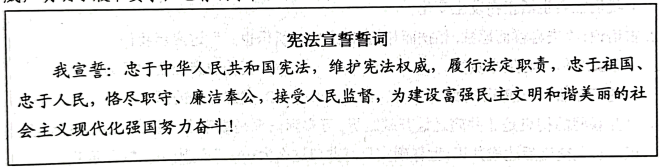 宪法宣誓誓词
我宣誓：忠于中华人民共和国宪法，维护宪法权威，履行法定职责，忠于祖国、
忠于人民，恪尽职守、廉洁奉公，接受人民监督，为建设富强民主文明和谐美丽的社
会主义现代化强国努力奋斗！